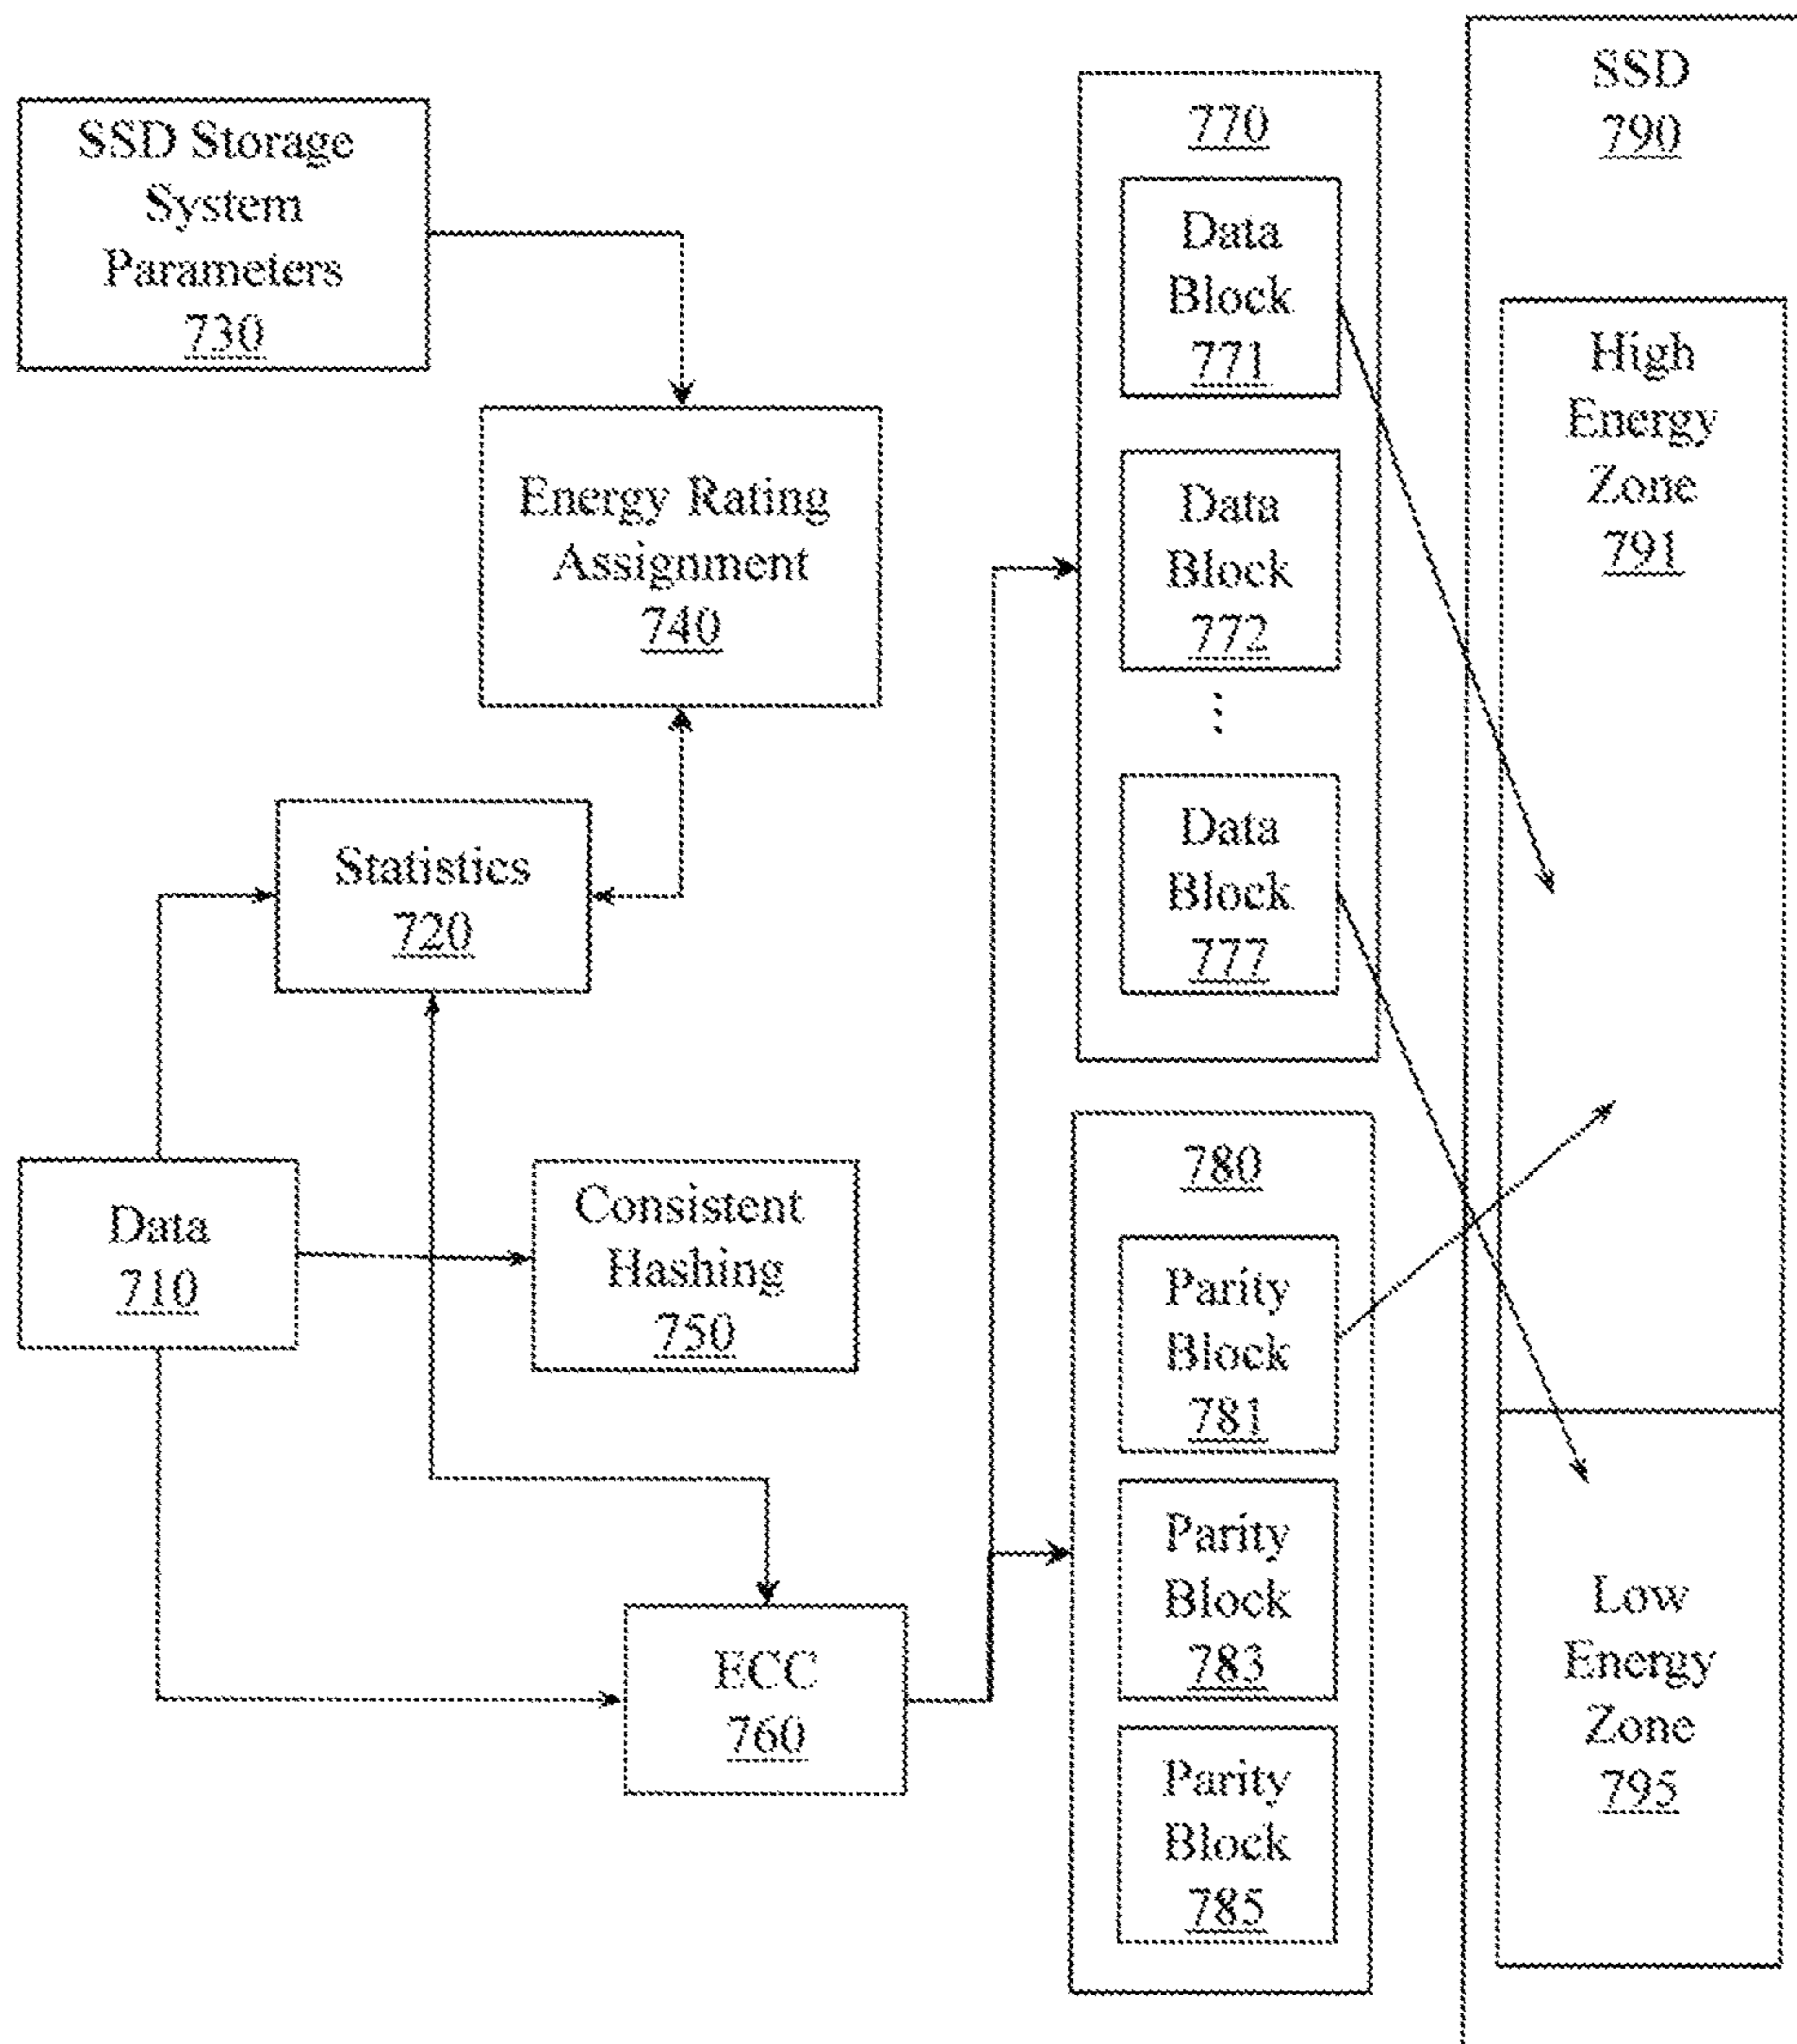 SSD Storage
System
Parameters
730
Energy Rating
Assignment
740
Statistics
720
Data
710
Consistent
Hashing
750
ECC
760
770
Data
Block
771
Data
Block
772
Data
Block
777
780
Parity
Block
781
Parity
Block
783
Parity
Block
785
SSD
790
High
Energy
Zone
791
Low
Energy
Zone
795